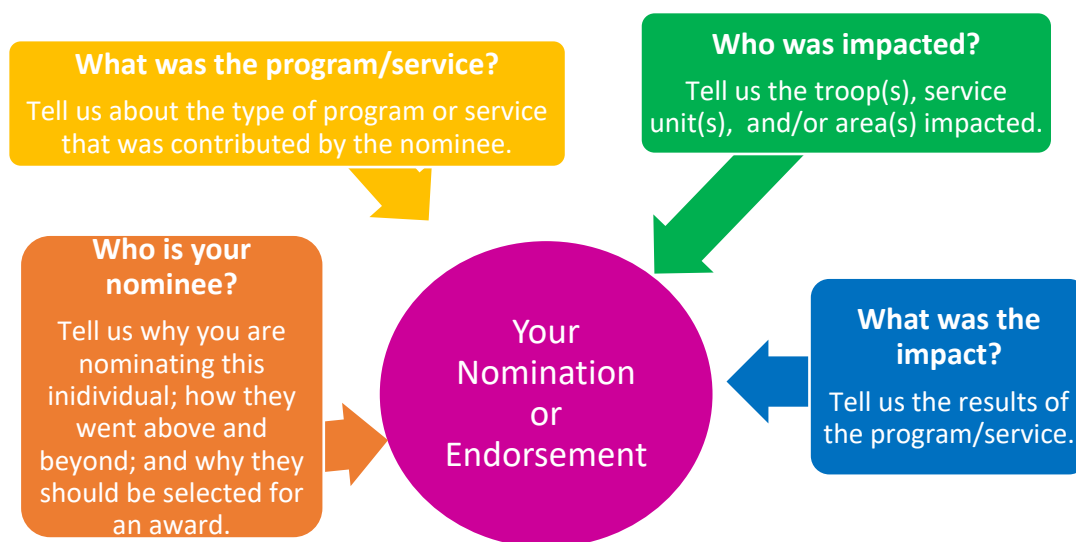 What was the program/service?
Tell us about the type of program or service
that was contributed by the nominee.
Who was impacted?
Tell us the troop(s), service
unit(s), and/or area(s) impacted.
Who is your
nominee?
Tell us why you are
nominating this
inidividual; how they
went above and
beyond; and why they
should be selected for
an award.
Your
Nomination
or
Endorsement
What was the
impact?
Tell us the results of
the program/service.